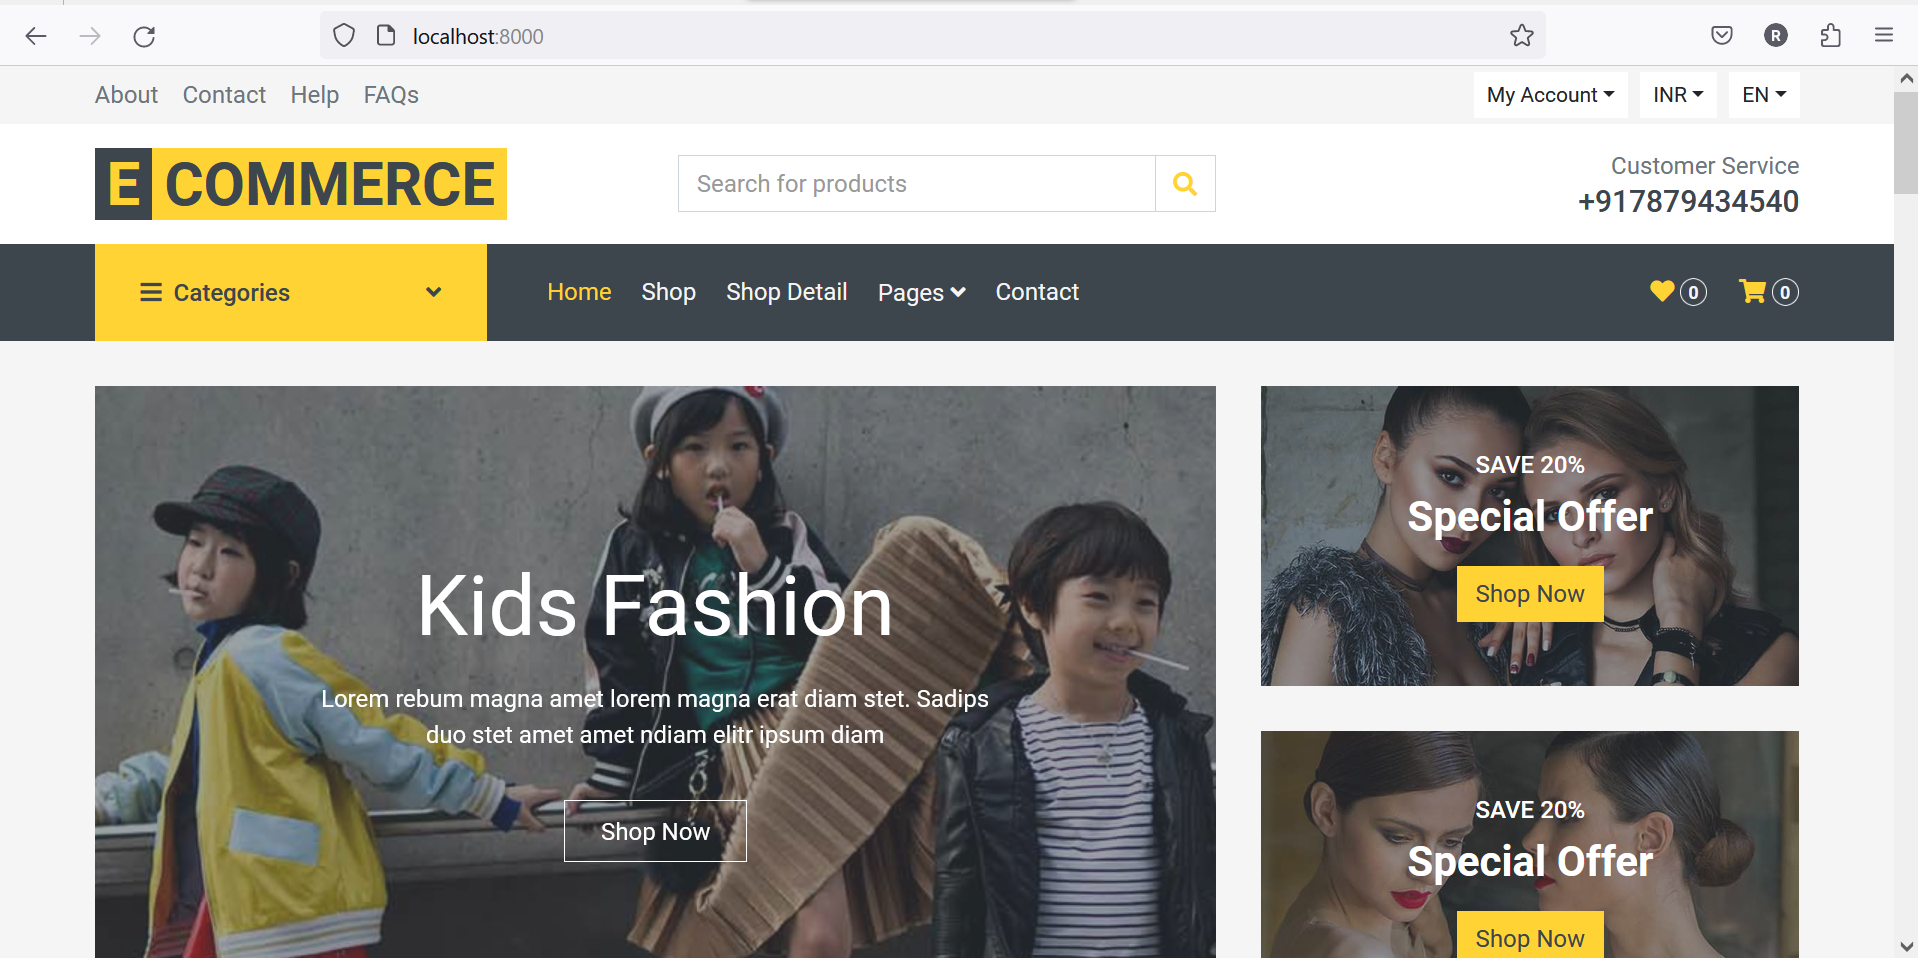 localhost:8000
R
About Contact Help FAQs
My Account INR EN
E COMMERCE
Search for products
Customer Service
+917879434540
Categories
Home Shop Shop Detail Pages Contact
0 0
Kids Fashion
Lorem rebum magna amet lorem magna erat diam stet. Sadips
duo stet amet amet ndiam elitr ipsum diam
Shop Now
SAVE 20%
Special Offer
Shop Now
SAVE 20%
Special Offer
Shop Now